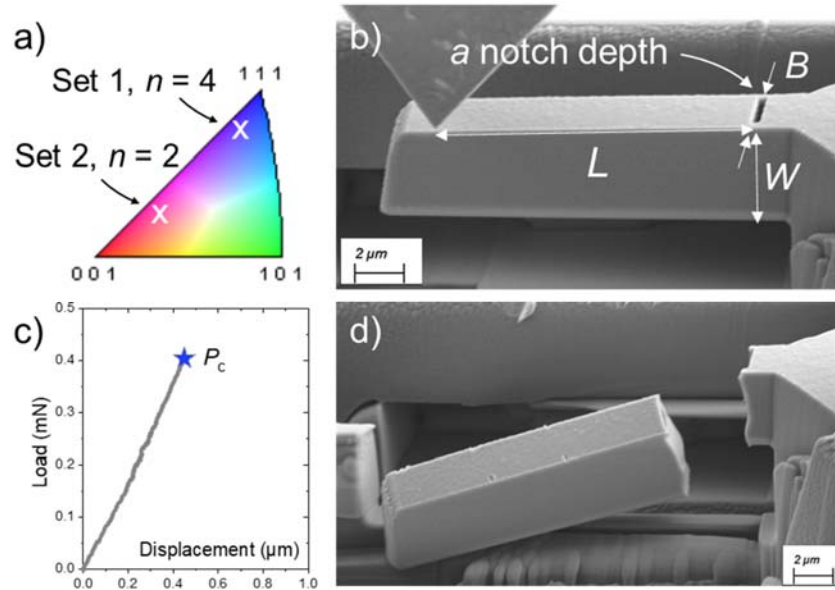 a)
Set 1, n = 4
1 1 1
Set 2, n = 2
0 0 1
1 0 1
b)
a notch depth
B
L
W
2 µm
c)
0.5
0.4
0.3
0.2
0.1
0.0
Pc
Load (mN)
Displacement (µm)
0.0 0.2 0.4 0.6 0.8 1.0
d)
2 µm